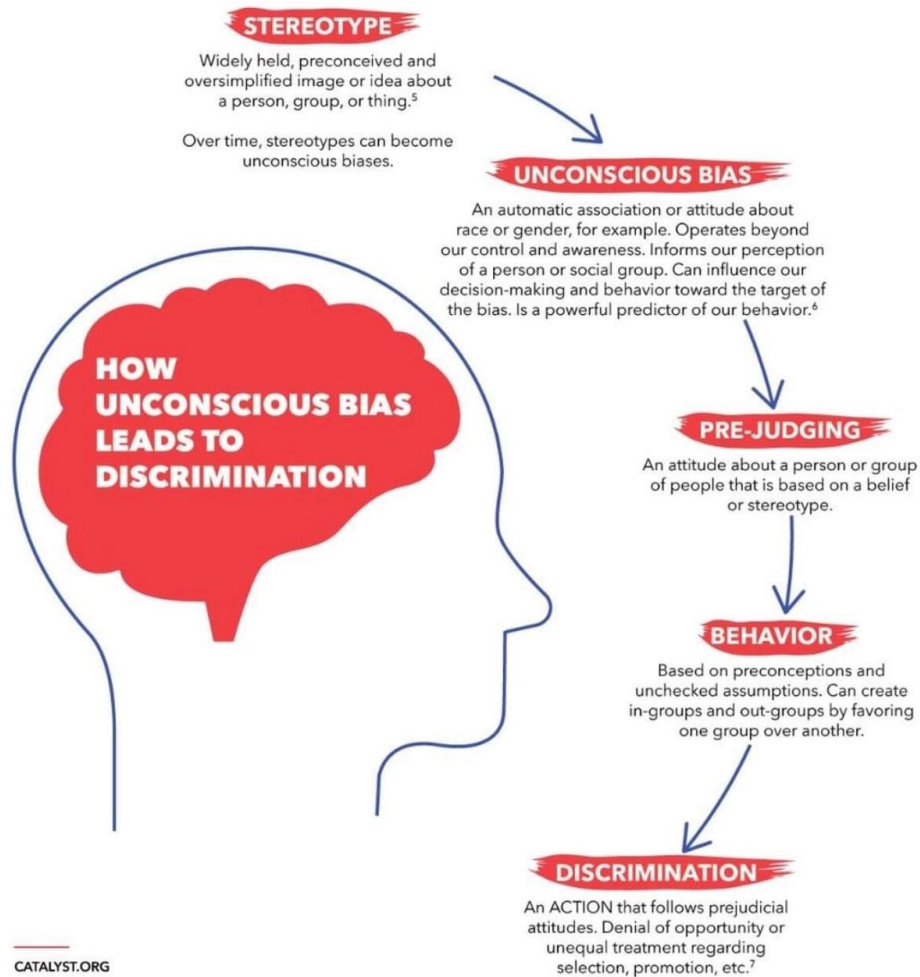 STEREOTYPE
Widely held, preconceived and
oversimplified image or idea about
a person, group, or thing.⁵
Over time, stereotypes can become
unconscious biases.
UNCONSCIOUS BIAS
An automatic association or attitude about
race or gender, for example. Operates beyond
our control and awareness. Informs our perception
of a person or social group. Can influence our
decision-making and behavior toward the target of
the bias. Is a powerful predictor of our behavior.⁶
HOW
UNCONSCIOUS BIAS
LEADS TO
DISCRIMINATION
PRE-JUDGING
An attitude about a person or group
of people that is based on a belief
or stereotype.
BEHAVIOR
Based on preconceptions and
unchecked assumptions. Can create
in-groups and out-groups by favoring
one group over another.
DISCRIMINATION
An ACTION that follows prejudicial
attitudes. Denial of opportunity or
unequal treatment regarding
selection, promotion, etc.⁷
CATALYST.ORG